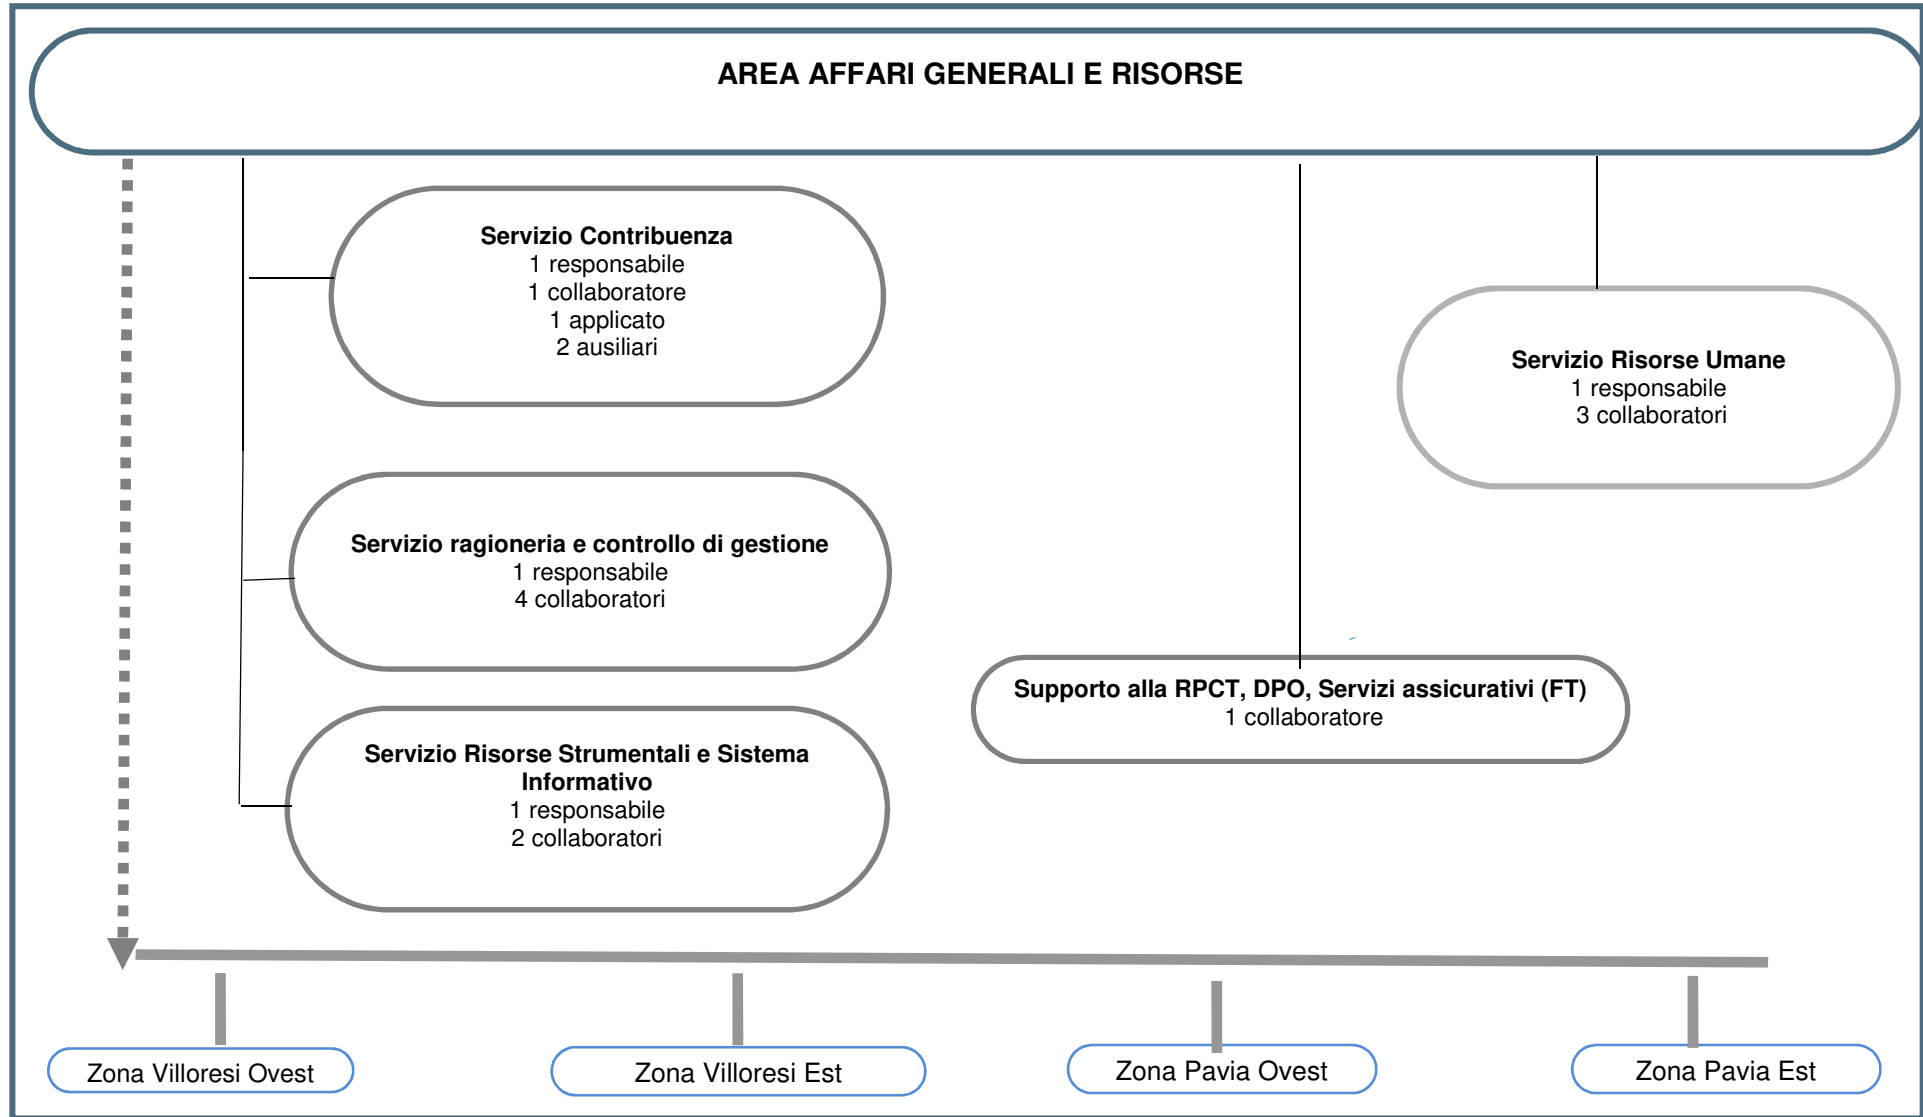 AREA AFFARI GENERALI E RISORSE
Servizio Contribuenza
1 responsabile
1 collaboratore
1 applicato
2 ausiliari
Servizio Risorse Umane
1 responsabile
3 collaboratori
Servizio ragioneria e controllo di gestione
1 responsabile
4 collaboratori
Supporto alla RPCT, DPO, Servizi assicurativi (FT)
1 collaboratore
Servizio Risorse Strumentali e Sistema
Informativo
1 responsabile
2 collaboratori
Zona Villoresi Ovest
Zona Villoresi Est
Zona Pavia Ovest
Zona Pavia Est